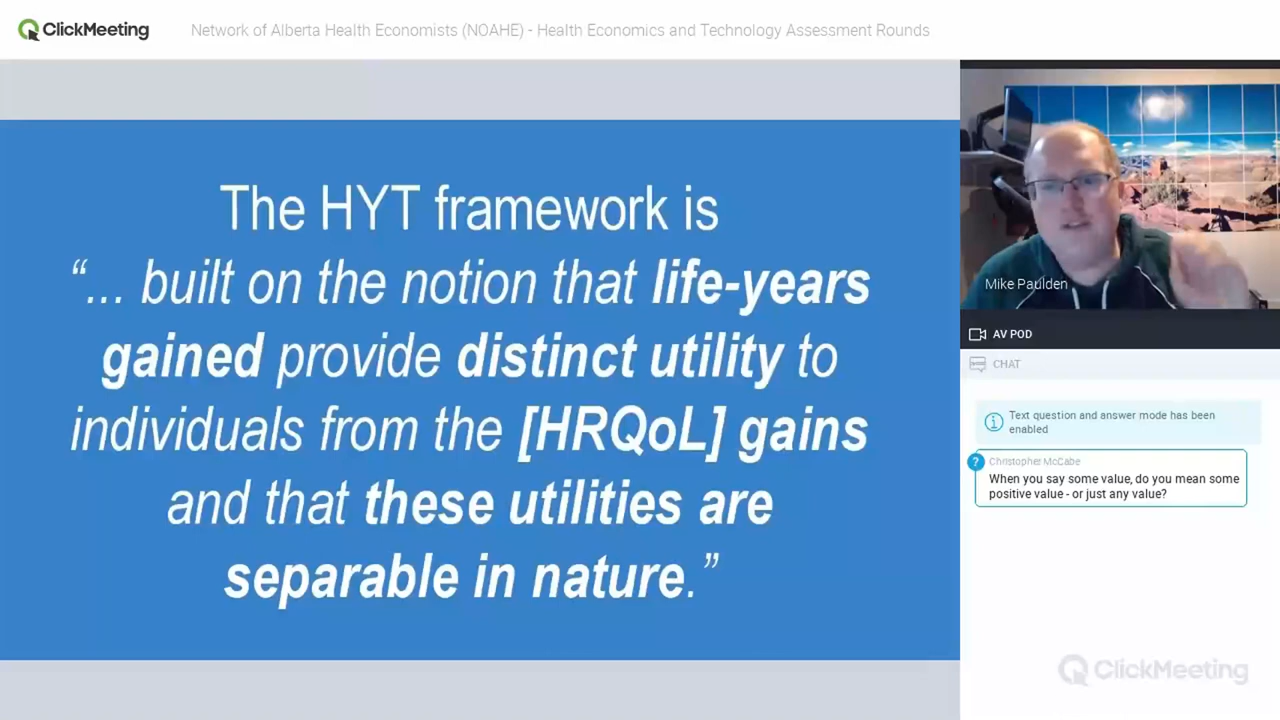 ClickMeeting
Network of Alberta Health Economists (NOAHE) - Health Economics and Technology Assessment Rounds
The HYT framework is
“... built on the notion that life-years
gained provide distinct utility to
individuals from the [HRQoL] gains
and that these utilities are
separable in nature.”
Mike Paulden
AV POD
CHAT
Text question and answer mode has been
enabled
?
Christopher McCabe
When you say some value, do you mean some
positive value - or just any value?
ClickMeeting